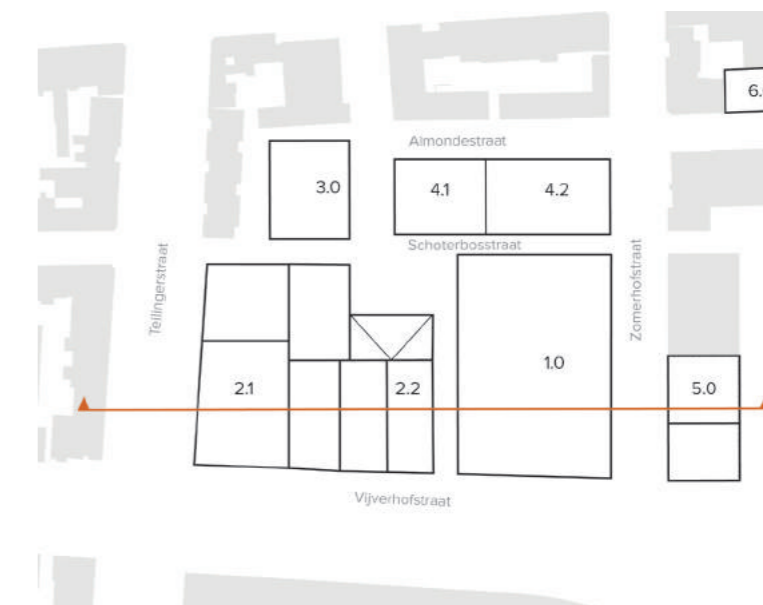 6.
Almondestraat
3.0
4.1
4.2
Schoterbosstraat
Teilingerstraat
Zomerhofstraat
1.0
2.1
2.2
5.0
Vijverhofstraat